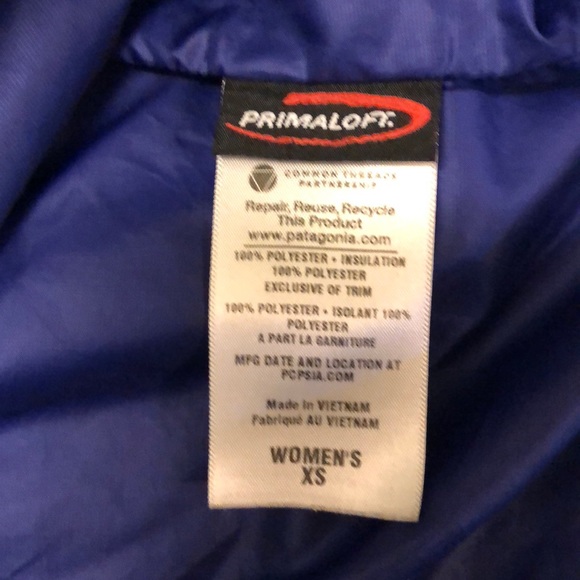 PRIMALOFT.
COMMON THREADS
PARTNERSHIP
Repair, Reuse, Recycle
This Product
www.patagonia.com
100% POLYESTER • INSULATION
100% POLYESTER
EXCLUSIVE OF TRIM
100% POLYESTER • ISOLANT 100%
POLYESTER
A PART LA GARNITURE
MFG DATE AND LOCATION AT
PCPSIA.COM
Made in VIETNAM
Fabriqué AU VIETNAM
WOMEN'S
XS